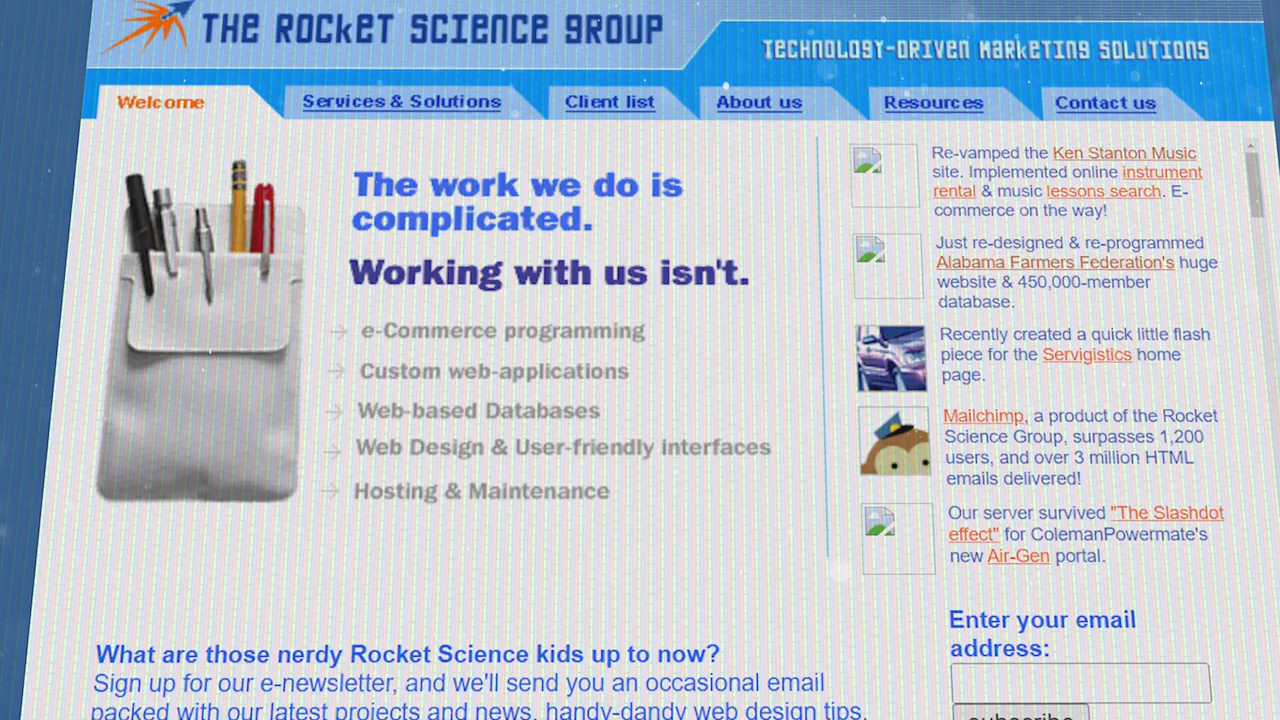 THE ROCKET SCIENCE GROUP
TECHNOLOGY-DRIVEN MARKETING SOLUTIONS
Welcome
Services & Solutions
Client list
About us
Resources
Contact us
The work we do is
complicated.
Working with us isn't.
e-Commerce programming
Custom web-applications
Web-based Databases
Web Design & User-friendly interfaces
Hosting & Maintenance
Re-vamped the Ken Stanton Music
site. Implemented online instrument
rental & music lessons search. E-
commerce on the way!
Just re-designed & re-programmed
Alabama Farmers Federation's huge
website & 450,000-member
database.
Recently created a quick little flash
piece for the Servigistics home
page.
Mailchimp, a product of the Rocket
Science Group, surpasses 1,200
users, and over 3 million HTML
emails delivered!
Our server survived "The Slashdot
effect" for ColemanPowermate's
new Air-Gen portal.
Enter your email
address:
subscribe
What are those nerdy Rocket Science kids up to now?
Sign up for our e-newsletter, and we'll send you an occasional email
packed with our latest projects and news, handy-dandy web design tips,